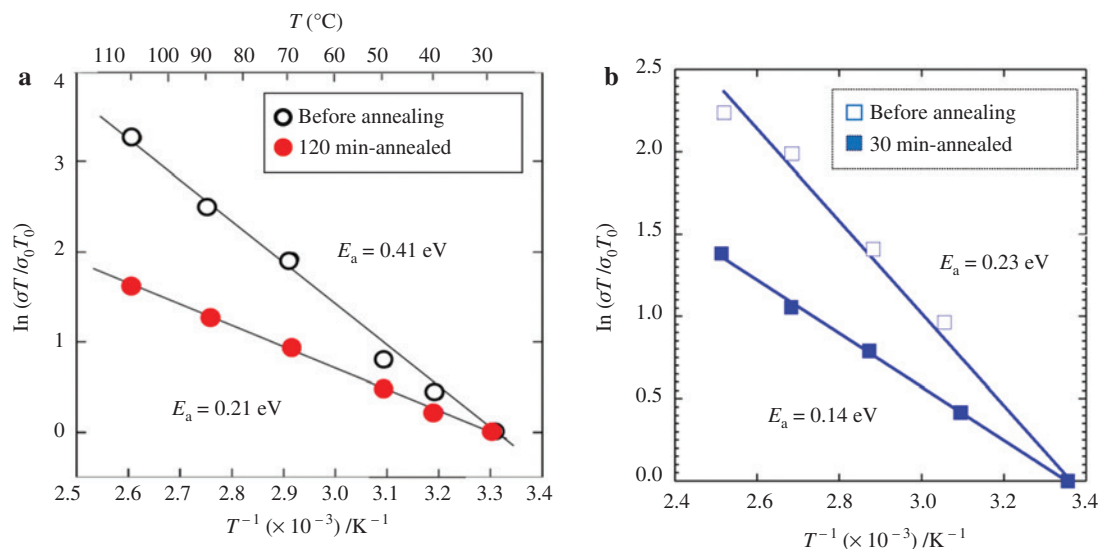 a
T (°C)
110 100 90 80 70 60 50 40 30
4
3
2
1
0
ln (σT /σ₀T₀)
Before annealing
120 min-annealed
Eₐ = 0.41 eV
Eₐ = 0.21 eV
2.5 2.6 2.7 2.8 2.9 3.0 3.1 3.2 3.3 3.4
T⁻¹ (× 10⁻³) /K⁻¹
b
2.5
2.0
1.5
1.0
0.5
0.0
ln (σT /σ₀T₀)
Before annealing
30 min-annealed
Eₐ = 0.23 eV
Eₐ = 0.14 eV
2.4 2.6 2.8 3.0 3.2 3.4
T⁻¹ (× 10⁻³) /K⁻¹